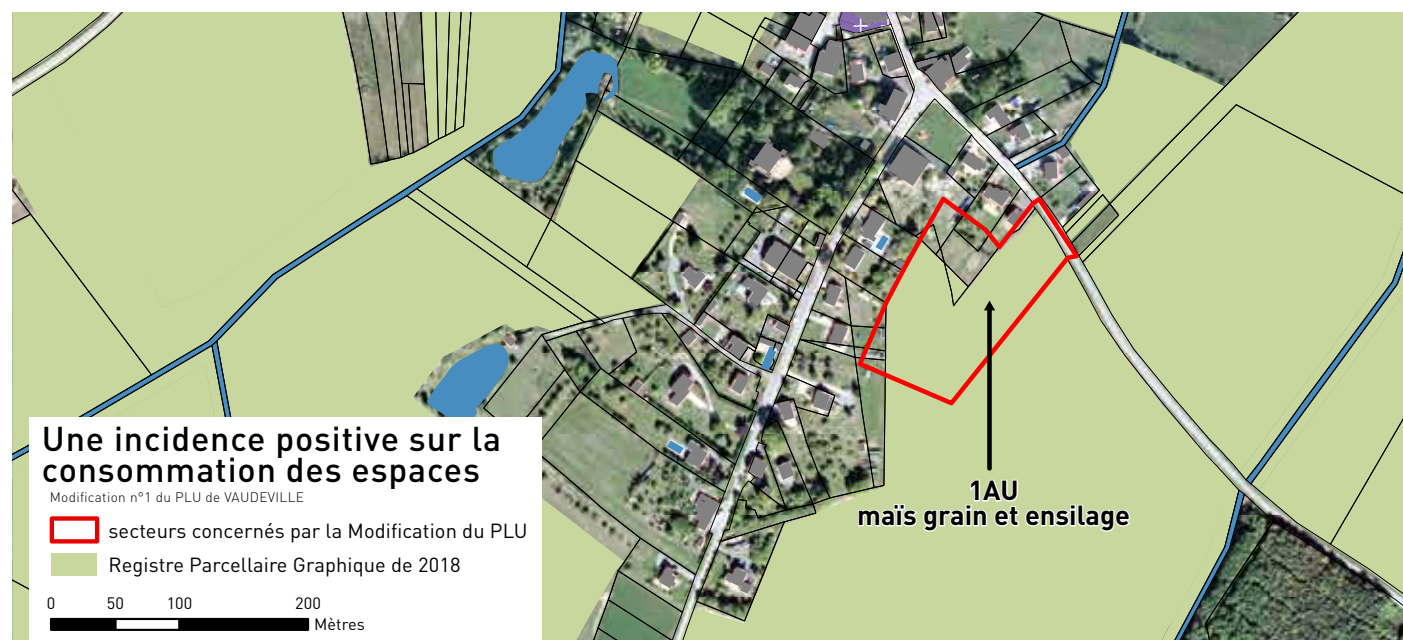 Une incidence positive sur la
consommation des espaces
Modification n°1 du PLU de VAUDEVILLE
secteurs concernés par la Modification du PLU
Registre Parcellaire Graphique de 2018
0 50 100 200
Mètres
1AU
maïs grain et ensilage